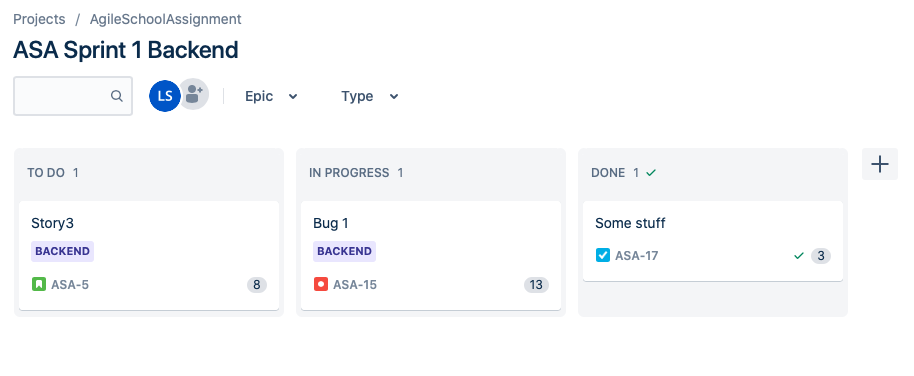 Projects / AgileSchoolAssignment
ASA Sprint 1 Backend
LS Epic Type
TO DO 1
Story3
BACKEND
ASA-5 8
IN PROGRESS 1
Bug 1
BACKEND
ASA-15 13
DONE 1
Some stuff
ASA-17 3